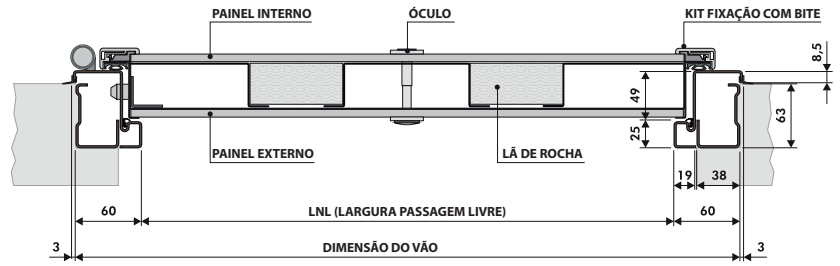 PAINEL INTERNO
ÓCULO
KIT FIXAÇÃO COM BITE
8,5
49
63
25
PAINEL EXTERNO
LÃ DE ROCHA
19
38
60
LNL (LARGURA PASSAGEM LIVRE)
60
3
DIMENSÃO DO VÃO
3